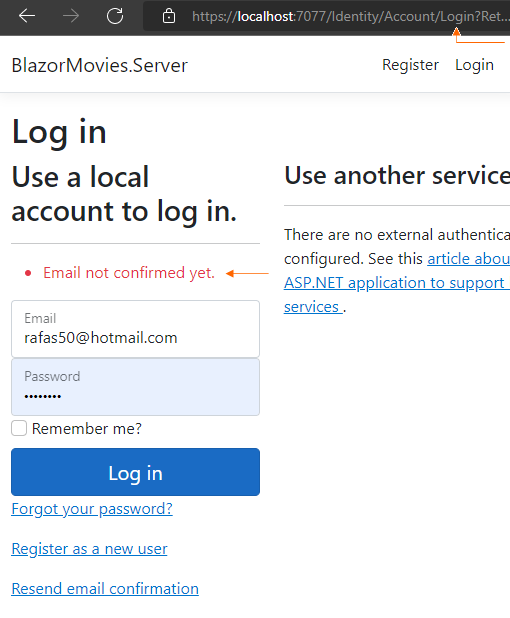 https://localhost:7077/Identity/Account/Login?Ret...
BlazorMovies.Server
Register
Login
Log in
Use a local
account to log in.
Email not confirmed yet.
Email
rafas50@hotmail.com
Password
Remember me?
Log in
Forgot your password?
Register as a new user
Resend email confirmation
Use another service
There are no external authentica
configured. See this article abou
ASP.NET application to support
services .